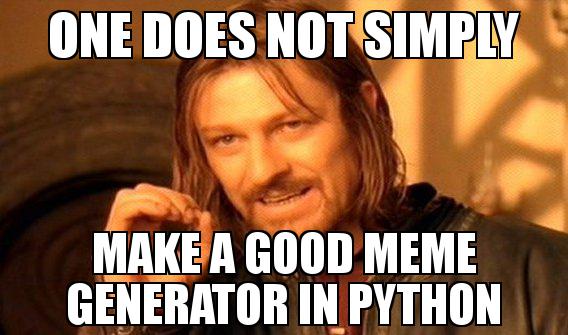 ONE DOES NOT SIMPLY
MAKE A GOOD MEME
GENERATOR IN PYTHON